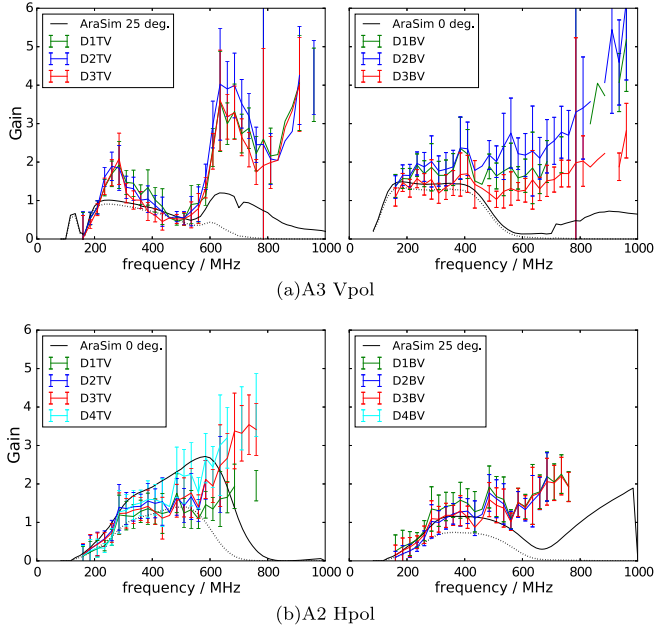 Gain
6
5
4
3
2
1
0
AraSim 25 deg.
D1TV
D2TV
D3TV
0 200 400 600 800 1000
frequency / MHz
AraSim 0 deg.
D1BV
D2BV
D3BV
0 200 400 600 800 1000
frequency / MHz
(a)A3 Vpol
Gain
5
4
3
2
1
0
AraSim 0 deg.
D1TV
D2TV
D3TV
D4TV
0 200 400 600 800 1000
frequency / MHz
AraSim 25 deg.
D1BV
D2BV
D3BV
D4BV
0 200 400 600 800 1000
frequency / MHz
(b)A2 Hpol